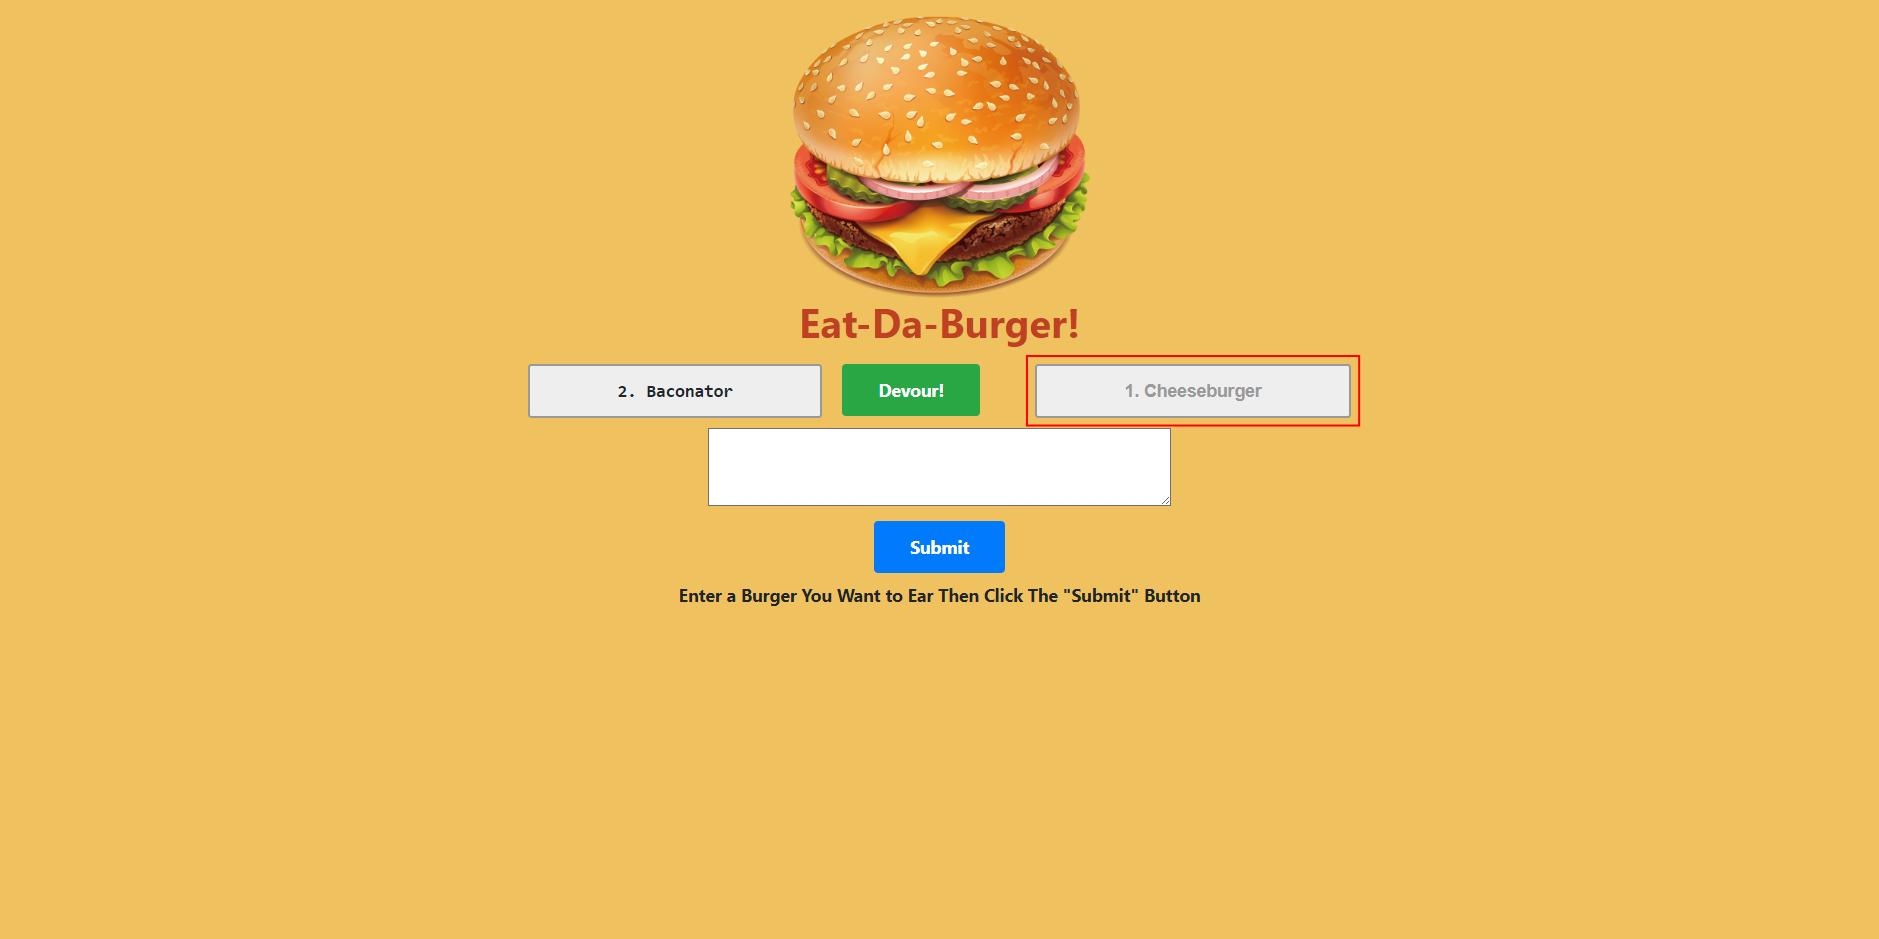 Eat-Da-Burger!
2. Baconator
Devour!
1. Cheeseburger
Submit
Enter a Burger You Want to Ear Then Click The "Submit" Button